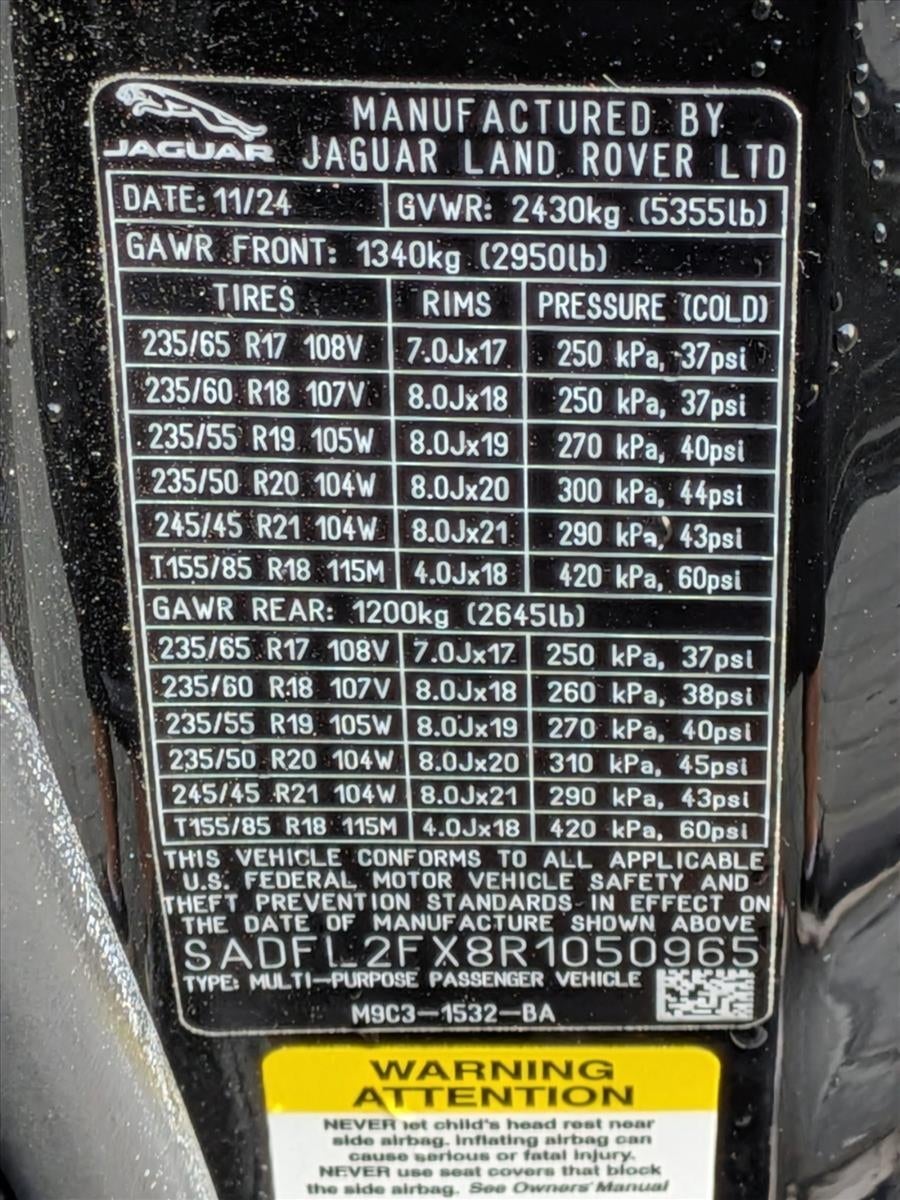 JAGUAR
MANUFACTURED BY
JAGUAR LAND ROVER LTD
DATE: 11/24 GVWR: 2430kg (5355lb)
GAWR FRONT: 1340kg (2950lb)
TIRES RIMS PRESSURE (COLD)
235/65 R17 108V 7.0Jx17 250 kPa, 37psi
235/60 R18 107V 8.0Jx18 250 kPa, 37psi
235/55 R19 105W 8.0Jx19 270 kPa, 40psi
235/50 R20 104W 8.0Jx20 300 kPa, 44psi
245/45 R21 104W 8.0Jx21 290 kPa, 43psi
T155/85 R18 115M 4.0Jx18 420 kPa, 60psi
GAWR REAR: 1200kg (2645lb)
235/65 R17 108V 7.0Jx17 250 kPa, 37psi
235/60 R18 107V 8.0Jx18 260 kPa, 38psi
235/55 R19 105W 8.0Jx19 270 kPa, 40psi
235/50 R20 104W 8.0Jx20 310 kPa, 45psi
245/45 R21 104W 8.0Jx21 290 kPa, 43psi
T155/85 R18 115M 4.0Jx18 420 kPa, 60psi
THIS VEHICLE CONFORMS TO ALL APPLICABLE
U.S. FEDERAL MOTOR VEHICLE SAFETY AND
THEFT PREVENTION STANDARDS IN EFFECT ON
THE DATE OF MANUFACTURE SHOWN ABOVE
SADFL2FX8R1050965
TYPE: MULTI-PURPOSE PASSENGER VEHICLE
M9C3-1532-BA
WARNING
ATTENTION
NEVER let child's head rest near
side airbag. Inflating airbag can
cause serious or fatal injury.
NEVER use seat covers that block
the side airbag. See Owners' Manual